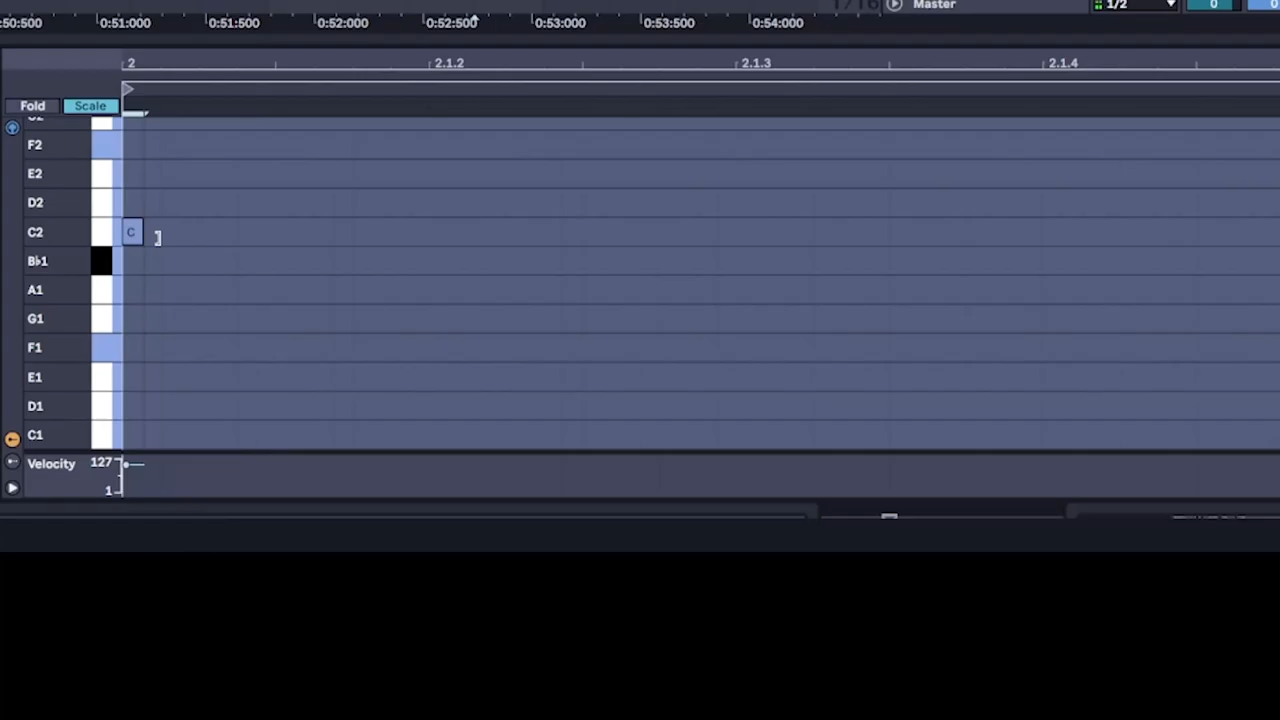 :50:500 0:51:000 0:51:500 0:52:000 0:52:500 0:53:000 0:53:500 0:54:000
Master 1/2 0 0
2 2.1.2 2.1.3 2.1.4
Fold Scale
F2
E2
D2
C2 C
B♭1
A1
G1
F1
E1
D1
C1
Velocity 127
1